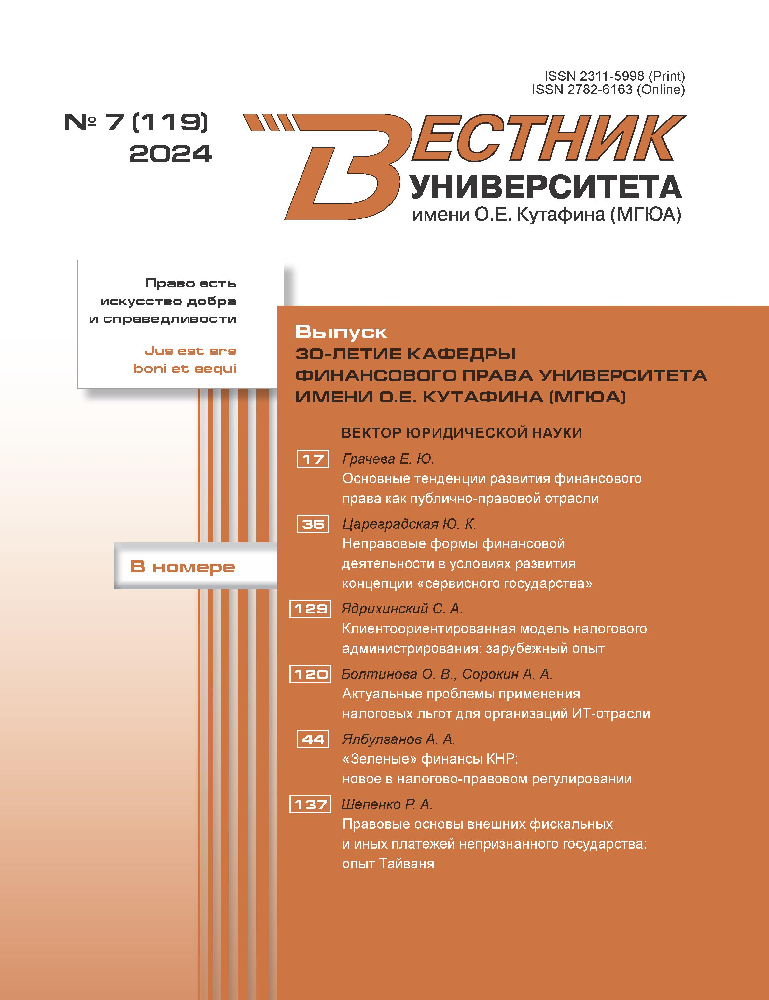 ISSN 2311-5998 (Print)
ISSN 2782-6163 (Online)
№ 7 (119)
2024
ВЕСТНИК
УНИВЕРСИТЕТА
имени О.Е. Кутафина (МГЮА)
Право есть
искусство добра
и справедливости
Jus est ars
boni et aequi
Выпуск
30-ЛЕТИЕ КАФЕДРЫ
ФИНАНСОВОГО ПРАВА УНИВЕРСИТЕТА
ИМЕНИ О.Е. КУТАФИНА (МГЮА)
В номере
ВЕКТОР ЮРИДИЧЕСКОЙ НАУКИ
17 Грачева Е. Ю.
Основные тенденции развития финансового
права как публично-правовой отрасли
35 Цареградская Ю. К.
Неправовые формы финансовой
деятельности в условиях развития
концепции «сервисного государства»
129 Ядрихинский С. А.
Клиентоориентированная модель налогового
администрирования: зарубежный опыт
120 Болтинова О. В., Сорокин А. А.
Актуальные проблемы применения
налоговых льгот для организаций ИТ-отрасли
44 Ялбулганов А. А.
«Зеленые» финансы КНР:
новое в налогово-правовом регулировании
137 Шепенко Р. А.
Правовые основы внешних фискальных
и иных платежей непризнанного государства:
опыт Тайваня